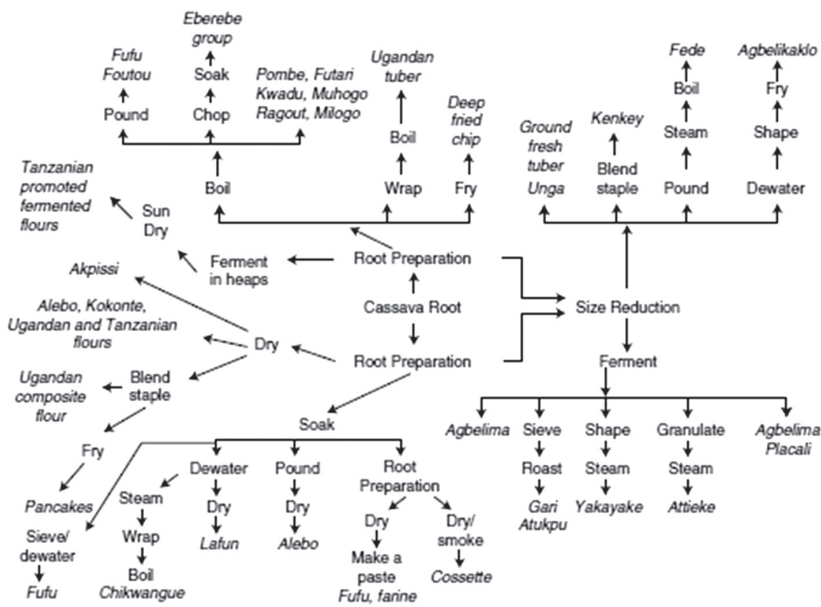 Eberebe
group
Fufu
Foutou
Soak
Pombe, Futari
Kwadu, Muhogo
Ragout, Milogo
Pound
Chop
Ugandan
tuber
Boil
Deep
fried
chip
Boil
Wrap
Fry
Fede
Boil
Steam
Pound
Agbelikaklo
Fry
Shape
Dewater
Kenkey
Blend
staple
Ground
fresh
tuber
Unga
Tanzanian
promoted
fermented
flours
Sun
Dry
Ferment
in heaps
Root Preparation
Cassava Root
Root Preparation
Size Reduction
Ferment
Akpissi
Alebo, Kokonte,
Ugandan and Tanzanian
flours
Dry
Ugandan
composite
flour
Blend
staple
Fry
Pancakes
Soak
Sieve/
dewater
Fufu
Dewater
Steam
Wrap
Boil
Chikwangue
Dry
Lafun
Pound
Dry
Alebo
Root
Preparation
Dry
Make a
paste
Fufu, farine
Dry/
smoke
Cossette
Agbelima
Sieve
Roast
Gari
Atukpu
Shape
Steam
Yakayake
Granulate
Steam
Attieke
Agbelima
Placali